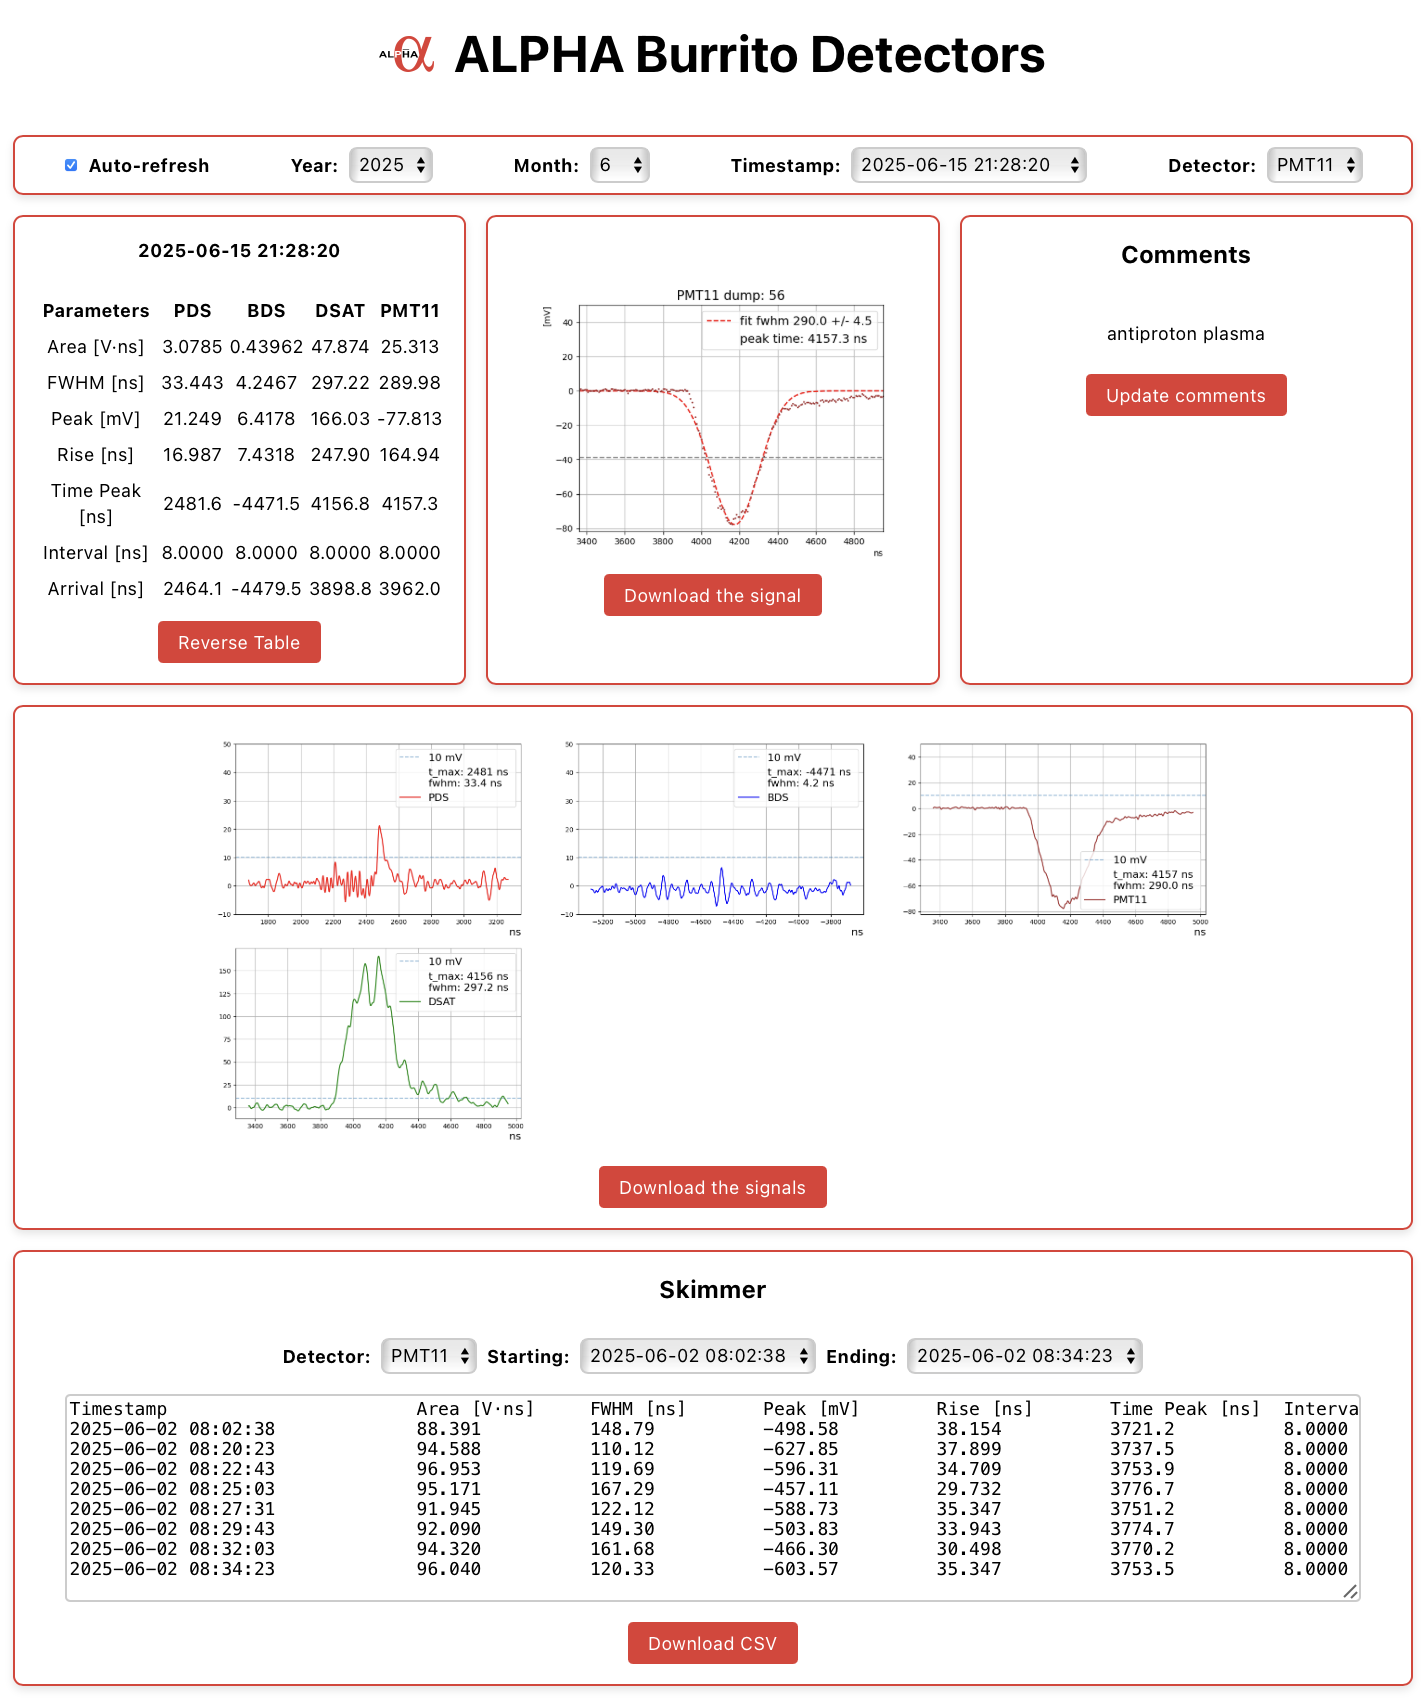 ALPHA
ALPHA Burrito Detectors
Auto-refresh Year: 2025 Month: 6 Timestamp: 2025-06-15 21:28:20 Detector: PMT11
2025-06-15 21:28:20
Parameters PDS BDS DSAT PMT11
Area [V·ns] 3.0785 0.43962 47.874 25.313
FWHM [ns] 33.443 4.2467 297.22 289.98
Peak [mV] 21.249 6.4178 166.03 -77.813
Rise [ns] 16.987 7.4318 247.90 164.94
Time Peak
[ns] 2481.6 -4471.5 4156.8 4157.3
Interval [ns] 8.0000 8.0000 8.0000 8.0000
Arrival [ns] 2464.1 -4479.5 3898.8 3962.0
Reverse Table
PMT11 dump: 56
[mV]
fit fwhm 290.0 +/- 4.5
peak time: 4157.3 ns
40
20
0
−20
−40
−60
−80
3400 3600 3800 4000 4200 4400 4600 4800
ns
Download the signal
Comments
antiproton plasma
Update comments
50
40
30
20
10
0
−10
10 mV
t_max: 2481 ns
fwhm: 33.4 ns
PDS
1800 2000 2200 2400 2600 2800 3000 3200
ns
50
40
30
20
10
0
−10
10 mV
t_max: -4471 ns
fwhm: 4.2 ns
BDS
−5200 −5000 −4800 −4600 −4400 −4200 −4000 −3800
ns
40
20
0
−20
−40
−60
−80
10 mV
t_max: 4157 ns
fwhm: 290.0 ns
PMT11
3400 3600 3800 4000 4200 4400 4600 4800 5000
ns
150
125
100
75
50
25
0
10 mV
t_max: 4156 ns
fwhm: 297.2 ns
DSAT
3400 3600 3800 4000 4200 4400 4600 4800 5000
ns
Download the signals
Skimmer
Detector: PMT11 Starting: 2025-06-02 08:02:38 Ending: 2025-06-02 08:34:23
Timestamp Area [V·ns] FWHM [ns] Peak [mV] Rise [ns] Time Peak [ns] Interva
2025-06-02 08:02:38 88.391 148.79 -498.58 38.154 3721.2 8.0000
2025-06-02 08:20:23 94.588 110.12 -627.85 37.899 3737.5 8.0000
2025-06-02 08:22:43 96.953 119.69 -596.31 34.709 3753.9 8.0000
2025-06-02 08:25:03 95.171 167.29 -457.11 29.732 3776.7 8.0000
2025-06-02 08:27:31 91.945 122.12 -588.73 35.347 3751.2 8.0000
2025-06-02 08:29:43 92.090 149.30 -503.83 33.943 3774.7 8.0000
2025-06-02 08:32:03 94.320 161.68 -466.30 30.498 3770.2 8.0000
2025-06-02 08:34:23 96.040 120.33 -603.57 35.347 3753.5 8.0000
Download CSV